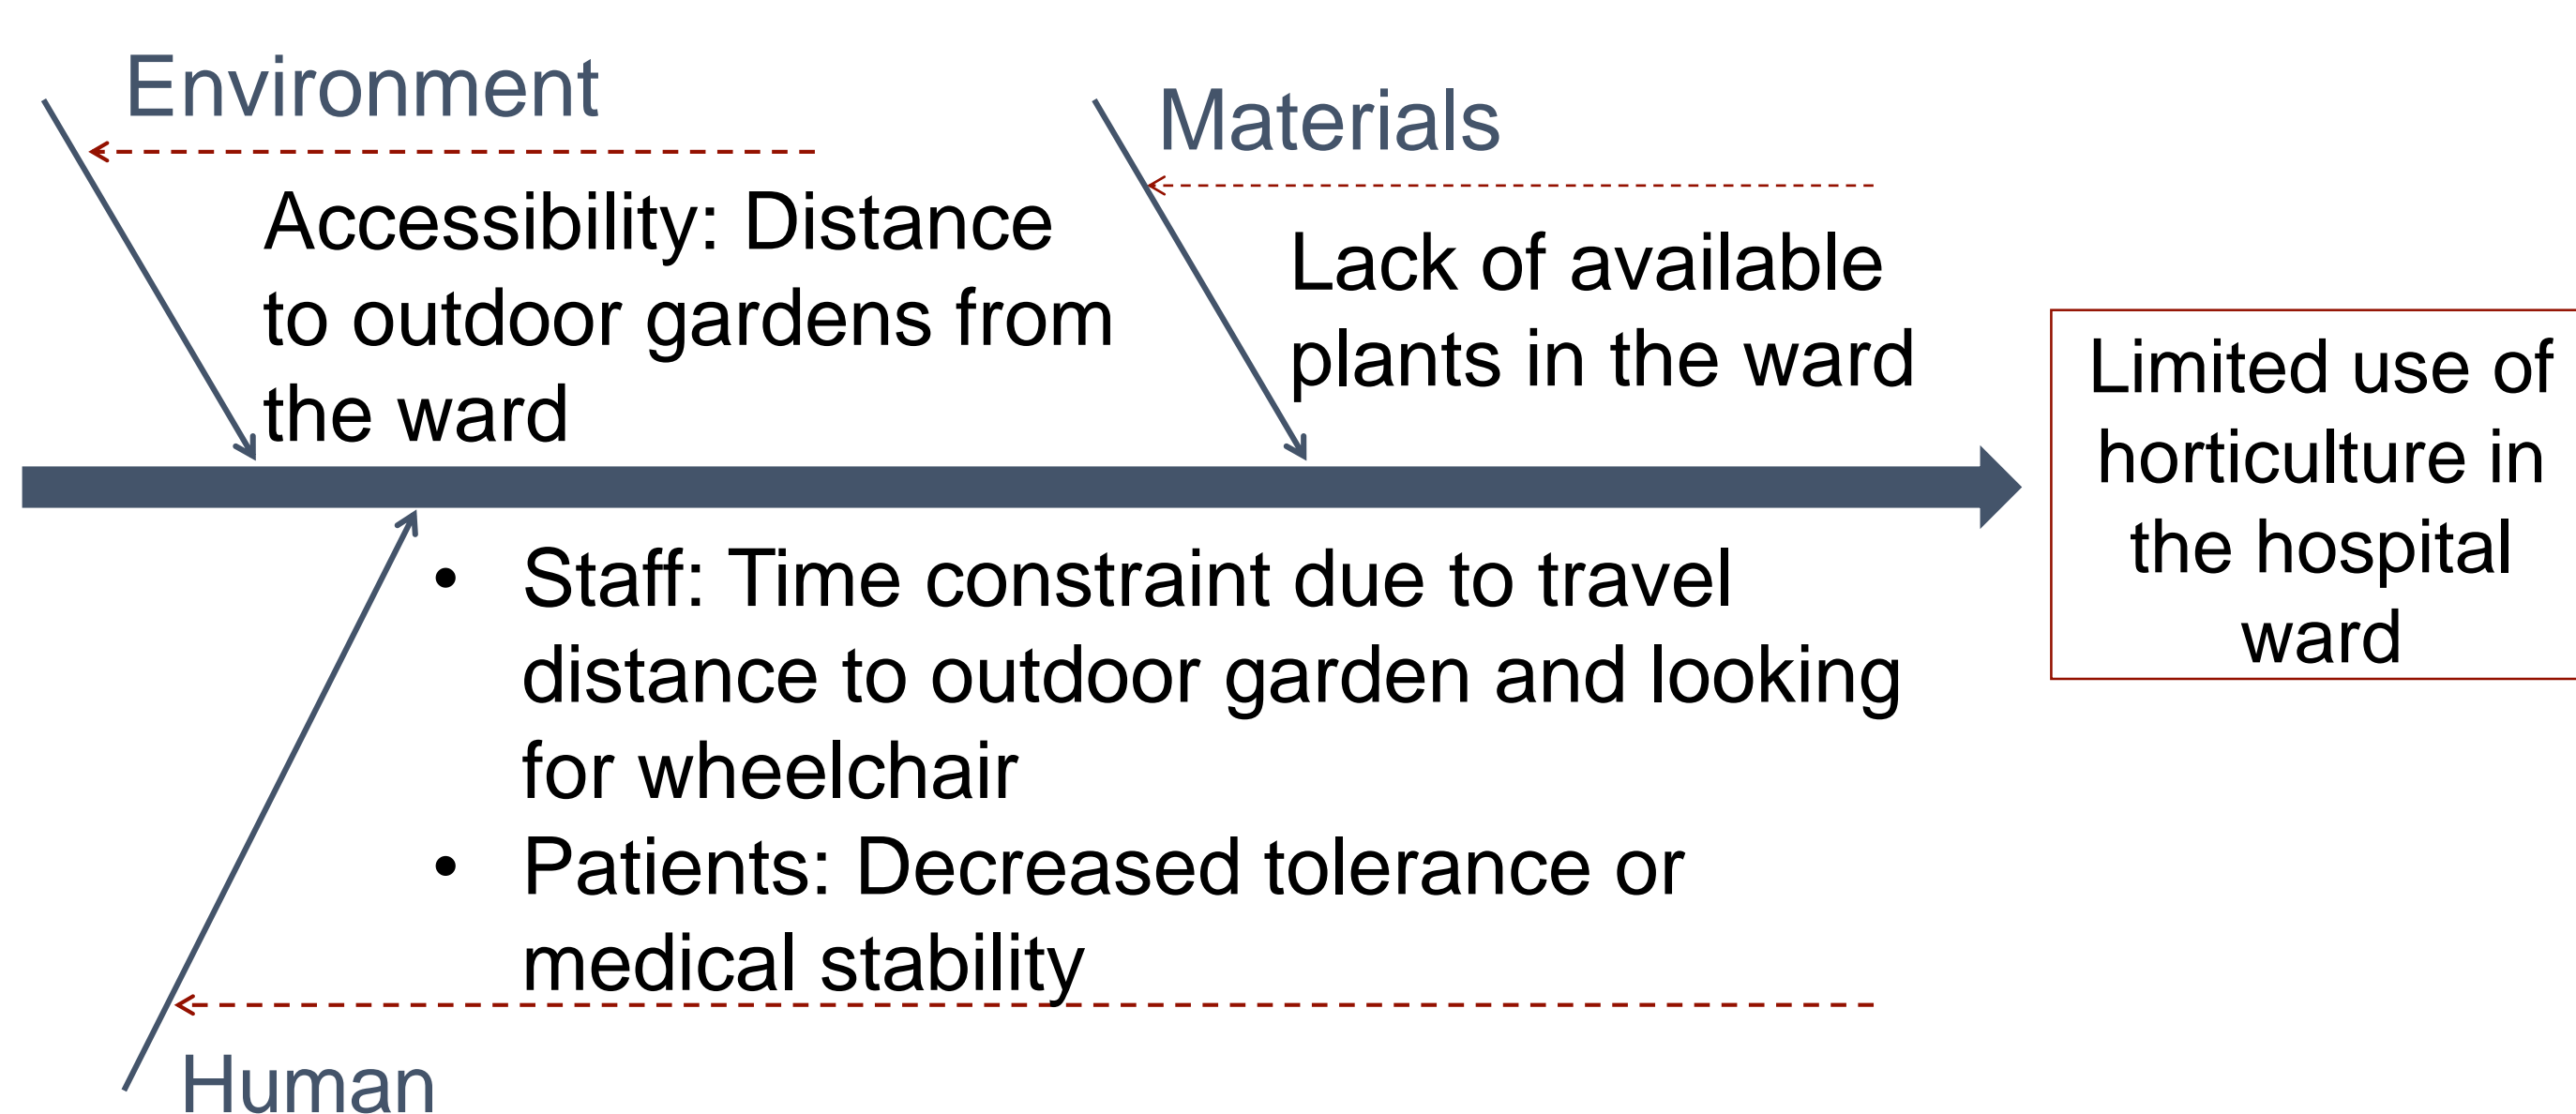 Environment
Accessibility: Distance
to outdoor gardens from
the ward
Materials
Lack of available
plants in the ward
Limited use of
horticulture in
the hospital
ward
• Staff: Time constraint due to travel
distance to outdoor garden and looking
for wheelchair
• Patients: Decreased tolerance or
medical stability
Human